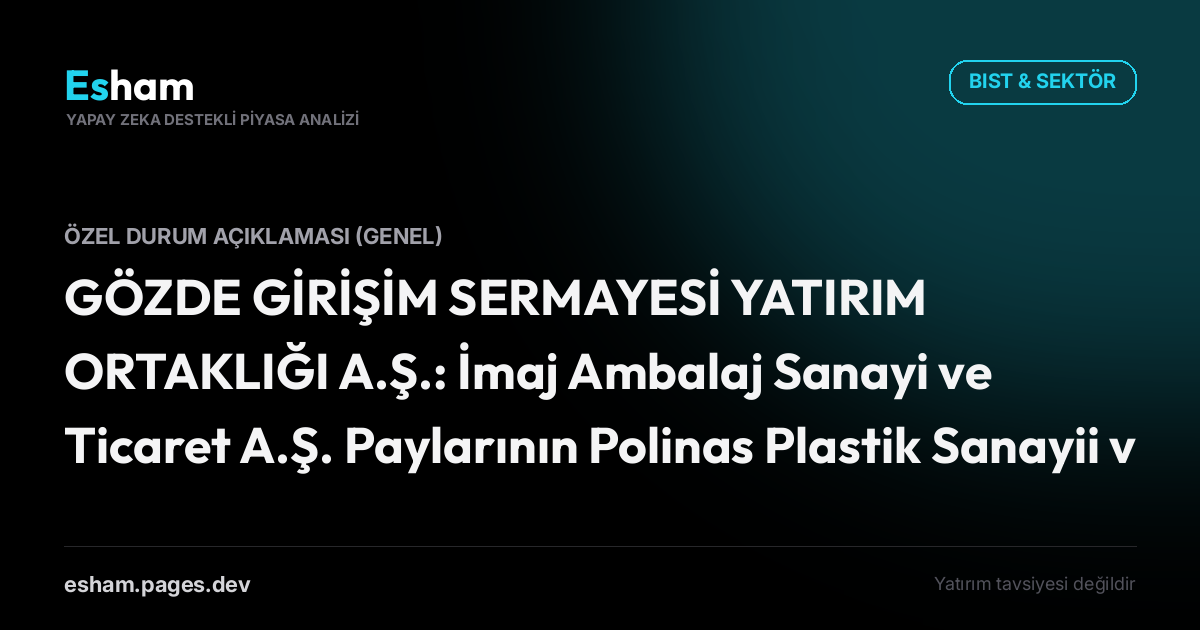 Esham
BIST & SEKTÖR
YAPAY ZEKA DESTEKLİ PİYASA ANALİZİ
ÖZEL DURUM AÇIKLAMASI (GENEL)
GÖZDE GİRİŞİM SERMAYESİ YATIRIM
ORTAKLIĞI A.Ş.: İmaj Ambalaj Sanayi ve
Ticaret A.Ş. Paylarının Polinas Plastik Sanayii v
esham.pages.dev
Yatırım tavsiyesi değildir